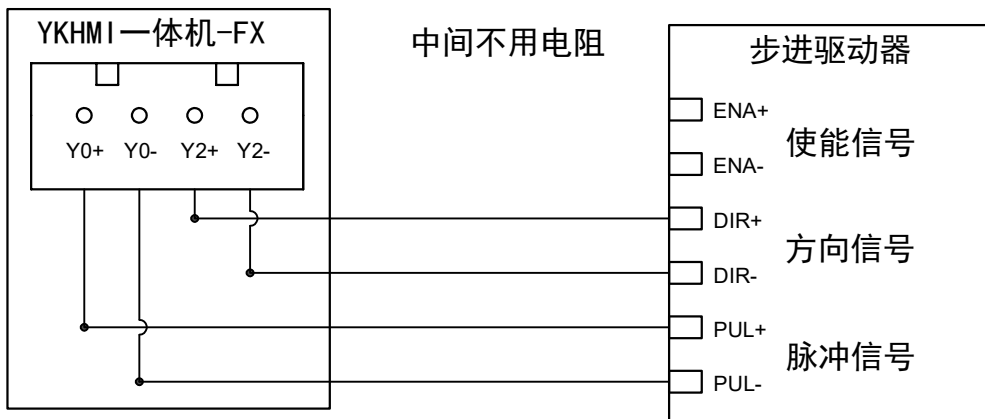 YKHMI一体机-FX
中间不用电阻
步进驱动器
Y0+ Y0- Y2+ Y2-
ENA+
使能信号
ENA-
DIR+
方向信号
DIR-
PUL+
脉冲信号
PUL-